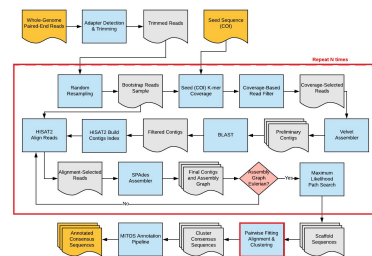 Whole-Genome
Paired-End Reads
Adapter Detection
& Trimming
Trimmed Reads
Seed Sequence
(COI)
Repeat N times
Random
Resampling
Bootstrap Reads
Sample
Seed (COI) K-mer
Coverage
Coverage-Based
Read Filter
Coverage-Selected
Reads
HISAT2
Align Reads
HISAT2 Build
Contigs Index
Filtered Contigs
BLAST
Preliminary
Contigs
Velvet
Assembler
Alignment-Selected
Reads
SPAdes
Assembler
Final Contigs
and Assembly
Graph
Assembly
Graph
Eulerian?
Yes
No
Maximum
Likelihood
Path Search
Annotated
Consensus
Sequences
MITOS Annotation
Pipeline
Cluster
Consensus
Sequences
Pairwise Fitting
Alignment &
Clustering
Scaffold
Sequences